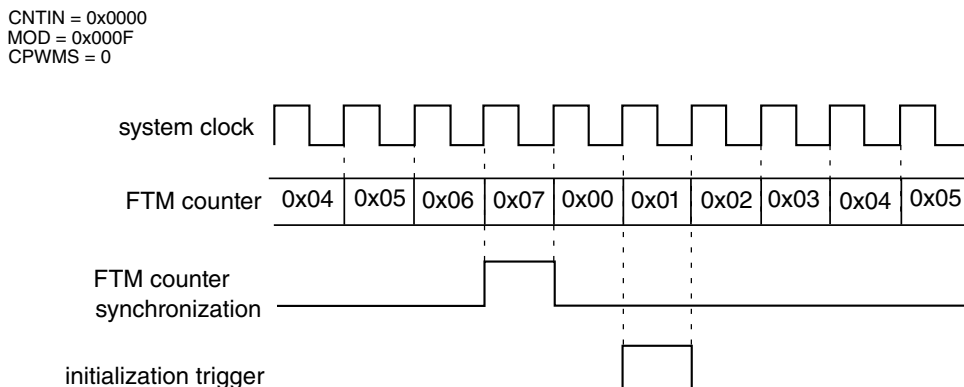 CNTIN = 0x0000
MOD = 0x000F
CPWMS = 0
system clock
FTM counter 0x04 0x05 0x06 0x07 0x00 0x01 0x02 0x03 0x04 0x05
FTM counter
synchronization
initialization trigger